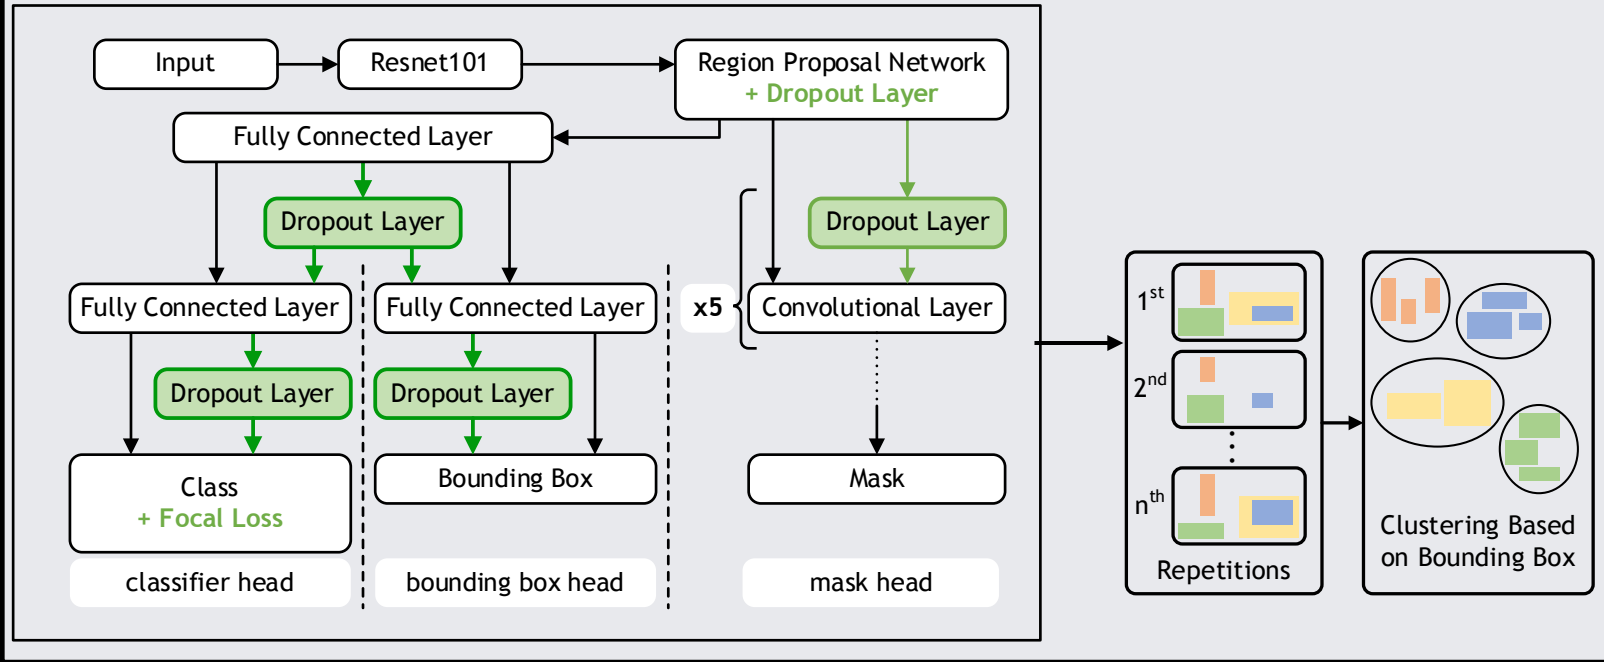 Input
Resnet101
Region Proposal Network
+ Dropout Layer
Fully Connected Layer
Dropout Layer
Dropout Layer
Fully Connected Layer
Fully Connected Layer
x5
Convolutional Layer
Dropout Layer
Dropout Layer
Class
+ Focal Loss
Bounding Box
Mask
classifier head
bounding box head
mask head
1st
2nd
nth
Repetitions
Clustering Based
on Bounding Box